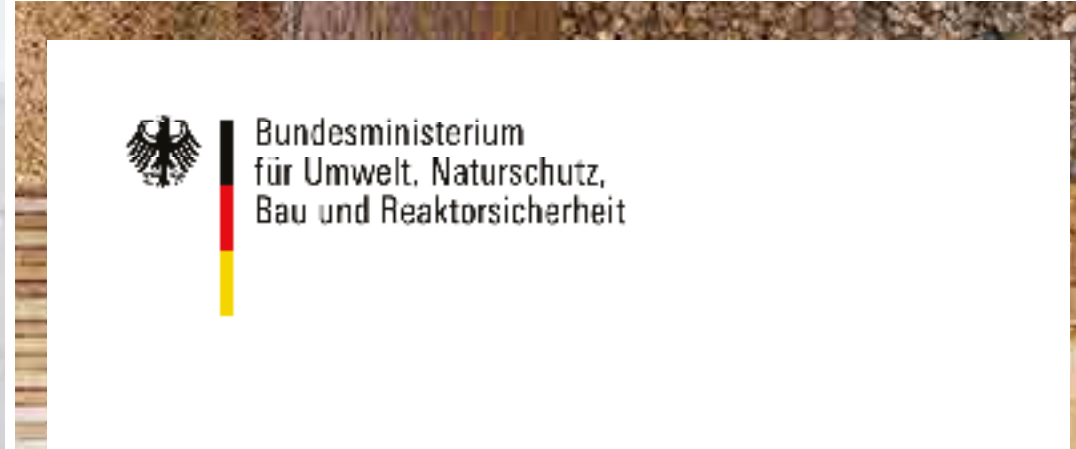 Bundesministerium
für Umwelt, Naturschutz,
Bau und Reaktorsicherheit